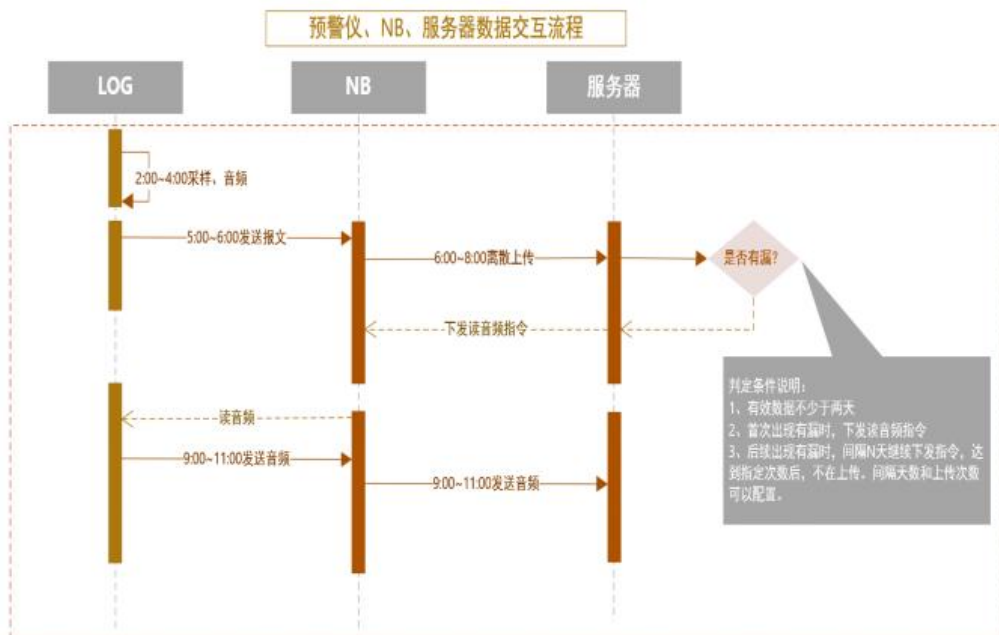 预警仪、NB、服务器数据交互流程
LOG
NB
服务器
2:00~4:00采样、音频
5:00~6:00发送报文
6:00~8:00离散上传
是否有漏?
下发读音频指令
判定条件说明:
1、有效数据不少于两天
2、首次出现有漏时，下发读音频指令
3、后续出现有漏时，间隔N天继续下发指令，达
到指定次数后，不在上传。间隔天数和上传次数
可以配置。
读音频
9:00~11:00发送音频
9:00~11:00发送音频